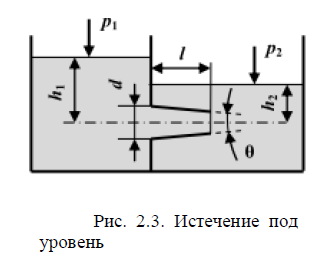 p₁
l
p₂
h₁
d
h₂
θ
Рис. 2.3. Истечение под
уровень